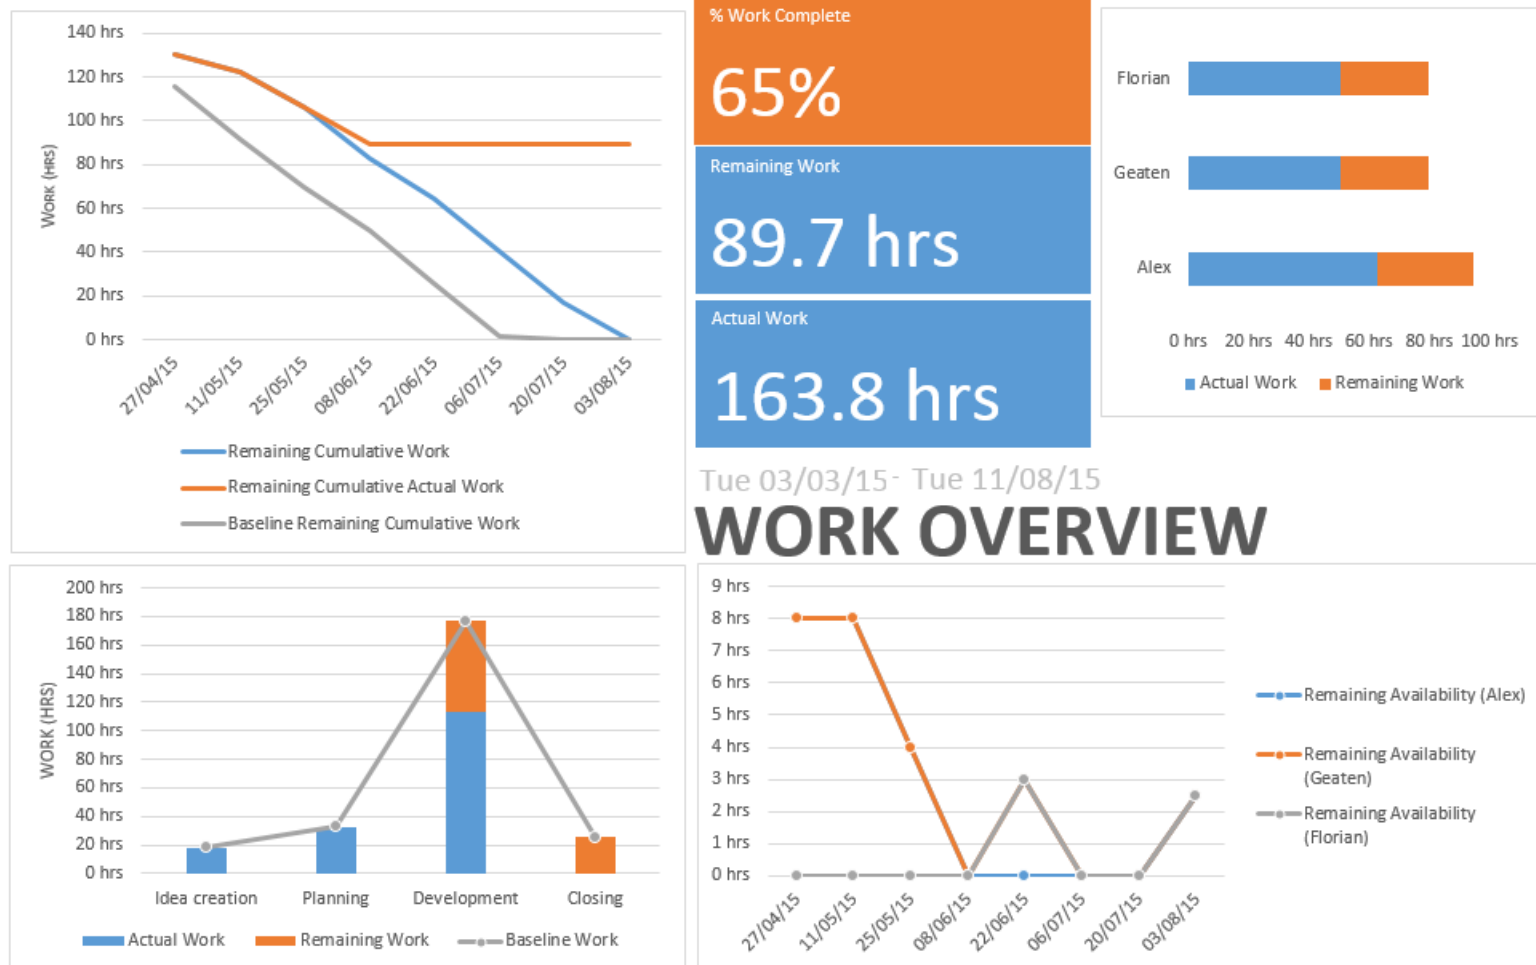 140 hrs
120 hrs
100 hrs
80 hrs
60 hrs
40 hrs
20 hrs
0 hrs
WORK (HRS)
27/04/15
11/05/15
25/05/15
08/06/15
22/06/15
06/07/15
20/07/15
03/08/15
Remaining Cumulative Work
Remaining Cumulative Actual Work
Baseline Remaining Cumulative Work
% Work Complete
65%
Remaining Work
89.7 hrs
Actual Work
163.8 hrs
Florian
Geaten
Alex
0 hrs 20 hrs 40 hrs 60 hrs 80 hrs 100 hrs
Actual Work Remaining Work
Tue 03/03/15 - Tue 11/08/15
WORK OVERVIEW
200 hrs
180 hrs
160 hrs
140 hrs
120 hrs
100 hrs
80 hrs
60 hrs
40 hrs
20 hrs
0 hrs
WORK (HRS)
Idea creation Planning Development Closing
Actual Work Remaining Work Baseline Work
9 hrs
8 hrs
7 hrs
6 hrs
5 hrs
4 hrs
3 hrs
2 hrs
1 hrs
0 hrs
27/04/15
11/05/15
25/05/15
08/06/15
22/06/15
06/07/15
20/07/15
03/08/15
Remaining Availability (Alex)
Remaining Availability
(Geaten)
Remaining Availability
(Florian)